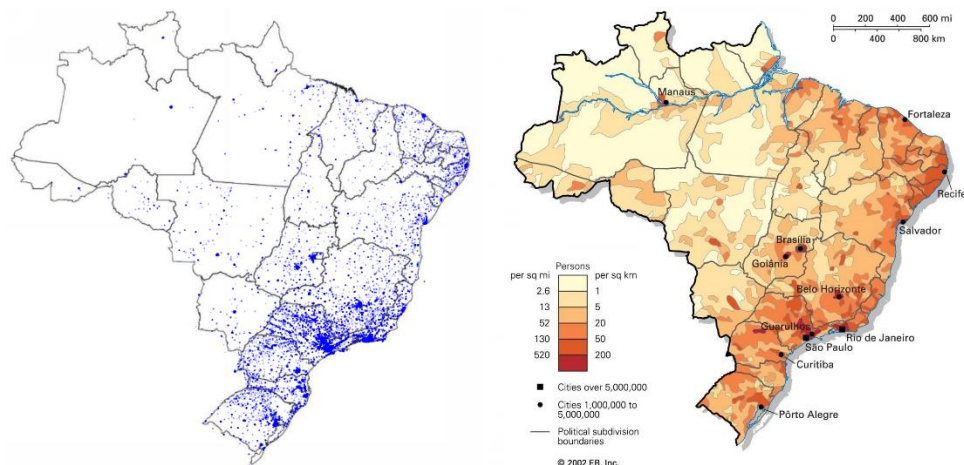 0 200 400 600 mi
0 400 800 km
Manaus
Fortaleza
Recife
Salvador
Brasília
Goiânia
Belo Horizonte
Guarulhos
Rio de Janeiro
São Paulo
Curitiba
Pôrto Alegre
Persons
per sq mi per sq km
2.6 1
13 5
52 20
130 50
520 200
Cities over 5,000,000
Cities 1,000,000 to
5,000,000
Political subdivision
boundaries
© 2002 EB, Inc.